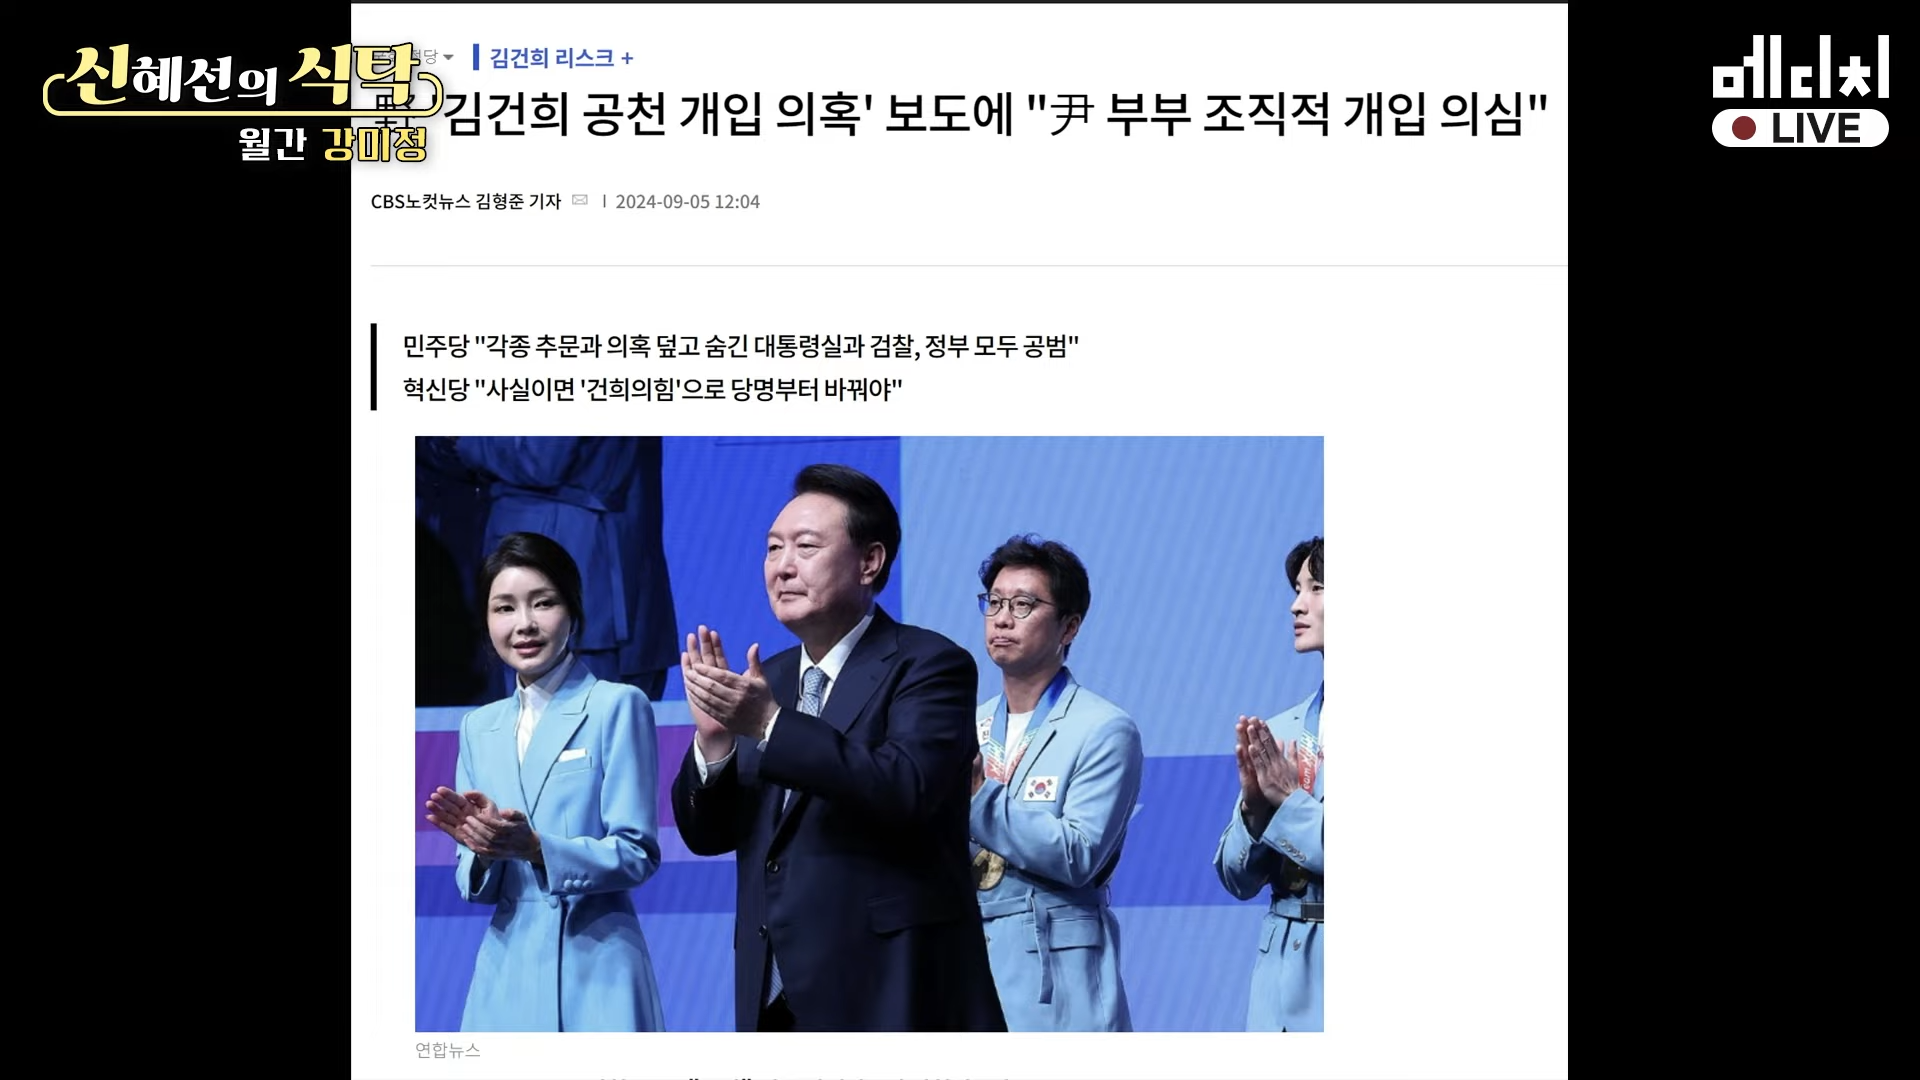 신혜선의 식탁
월간 강미정
메디치
LIVE
김건희 리스크 +
'김건희 공천 개입 의혹' 보도에 "尹 부부 조직적 개입 의심"
CBS노컷뉴스 김형준 기자
2024-09-05 12:04
민주당 "각종 추문과 의혹 덮고 숨긴 대통령실과 검찰, 정부 모두 공범"
혁신당 "사실이면 '건희의힘'으로 당명부터 바꿔야"
연합뉴스